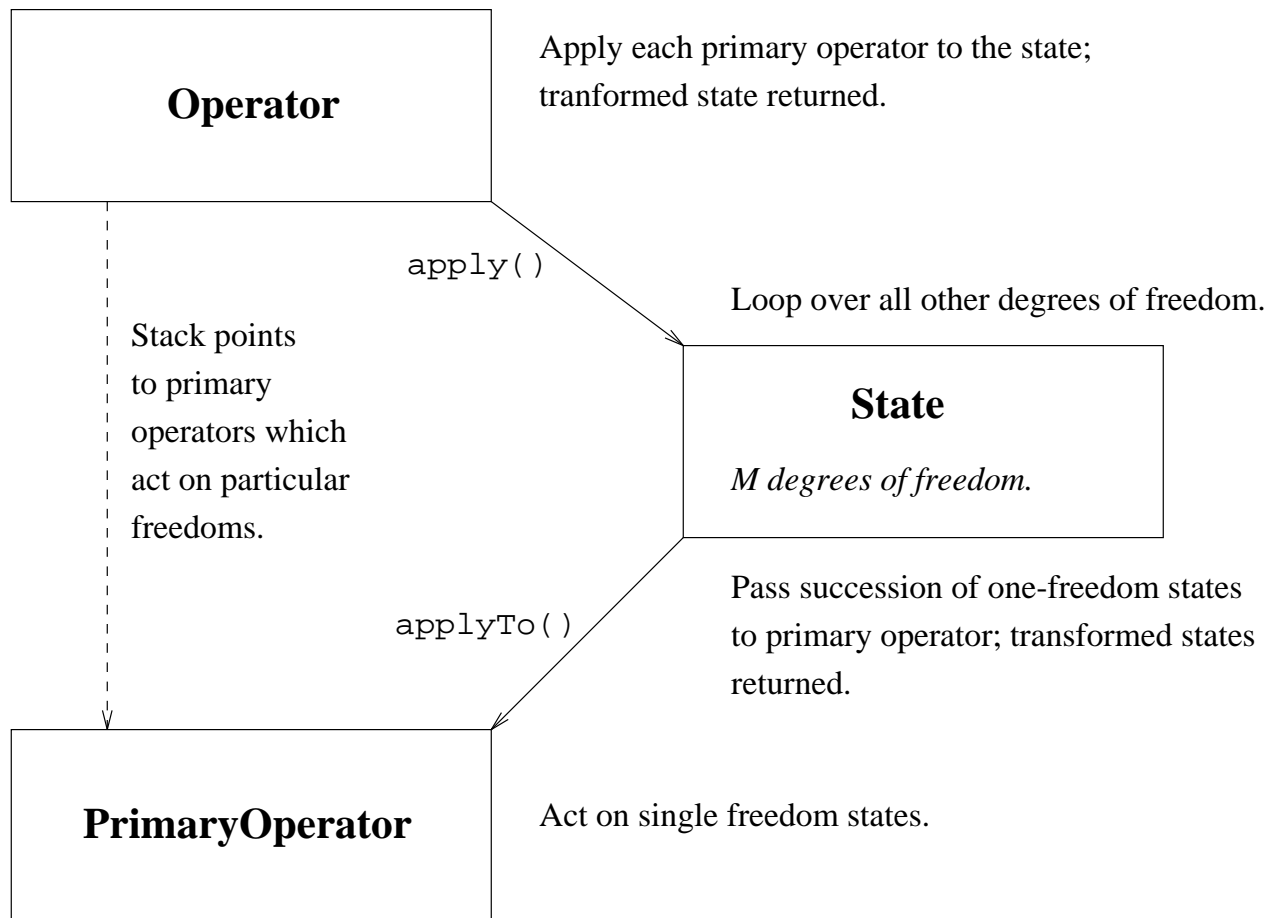 Operator
Apply each primary operator to the state;
tranformed state returned.
apply()
Stack points
to primary
operators which
act on particular
freedoms.
Loop over all other degrees of freedom.
State
M degrees of freedom.
applyTo()
Pass succession of one-freedom states
to primary operator; transformed states
returned.
PrimaryOperator
Act on single freedom states.